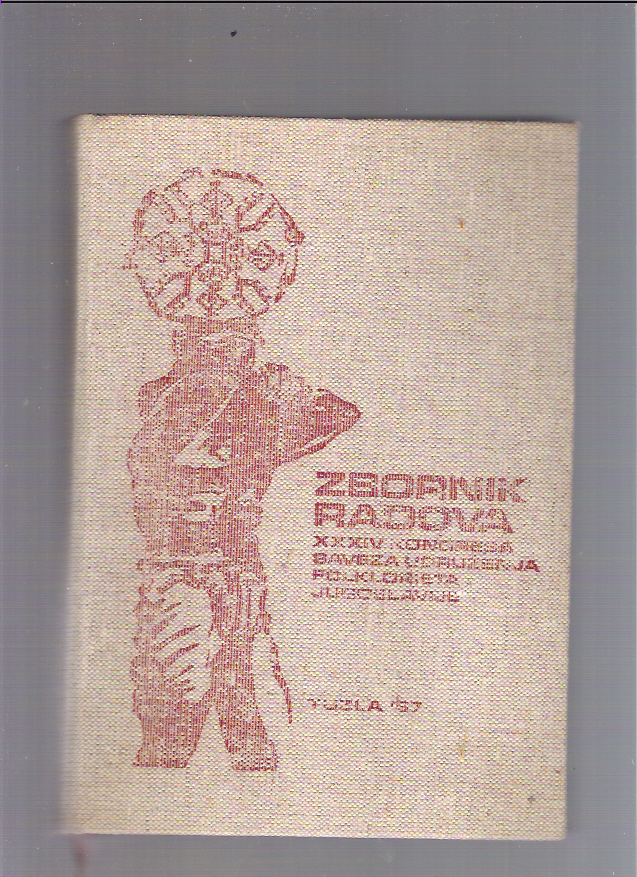 ZBORNIK
RADOVA
XXXIV KONGRESA
SAVEZA UDRUŽENJA
FOLKLORISTA
JUGOSLAVIJE
TUZLA '87